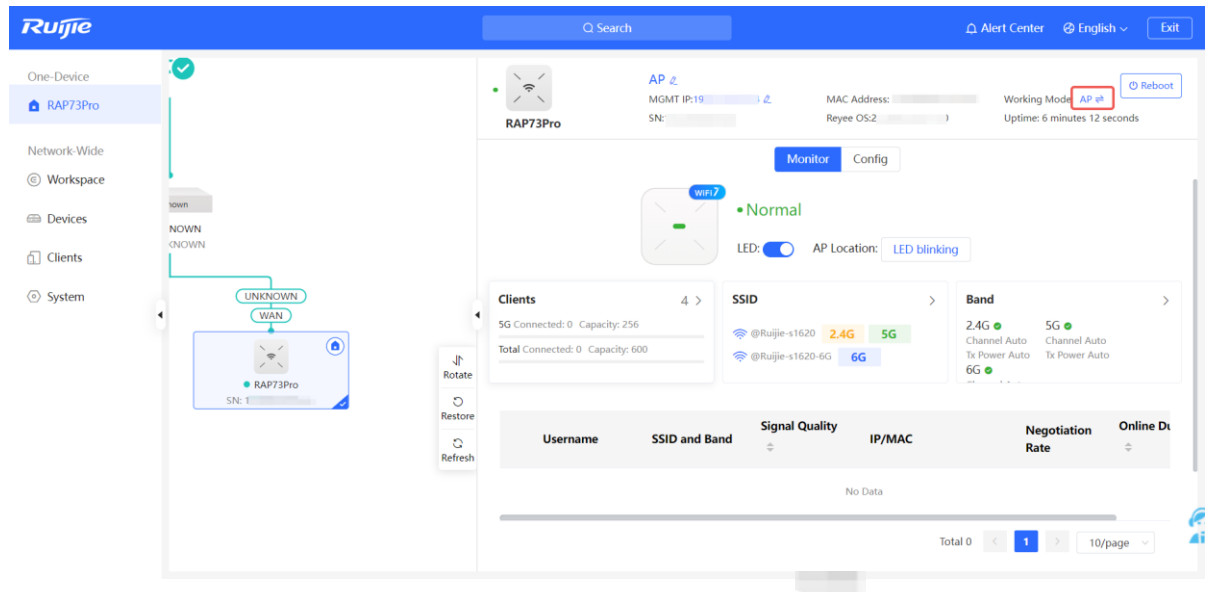 Ruijie
Search
Alert Center
English
Exit
One-Device
RAP73Pro
Network-Wide
Workspace
Devices
Clients
System
NOWN
KNOWN
UNKNOWN
WAN
RAP73Pro
SN: 1
Rotate
Restore
Refresh
RAP73Pro
AP
MGMT IP:19
MAC Address:
Working Mode AP
Reboot
SN:
Reyee OS:2
Uptime: 6 minutes 12 seconds
Monitor Config
WIFI7
Normal
LED: AP Location: LED blinking
Clients 4 >
5G Connected: 0 Capacity: 256
Total Connected: 0 Capacity: 600
SSID >
@Ruijie-s1620 2.4G 5G
@Ruijie-s1620-6G 6G
Band >
2.4G 5G
Channel Auto Channel Auto
Tx Power Auto Tx Power Auto
6G
Username SSID and Band Signal Quality IP/MAC Negotiation Rate Online Du
No Data
Total 0 < 1 > 10/page